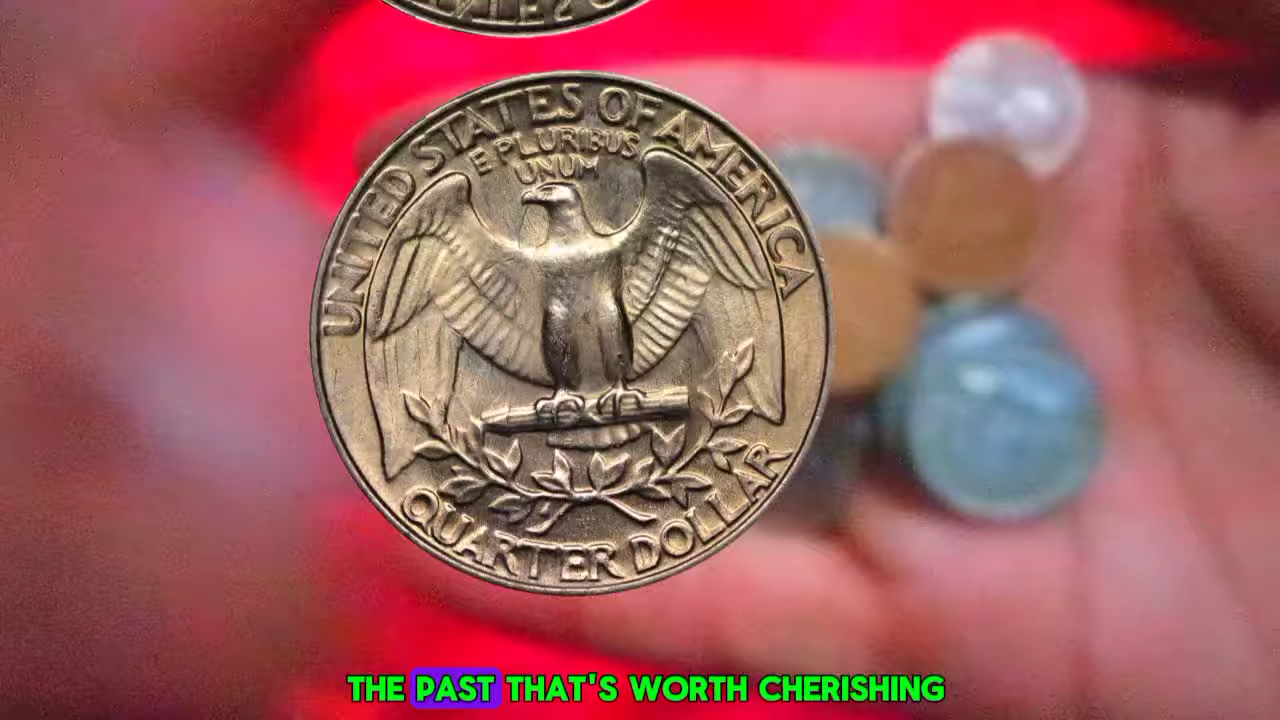 UNITED STATES OF AMERICA
E PLURIBUS
UNUM
QUARTER DOLLAR
THE PAST THAT'S WORTH CHERISHING